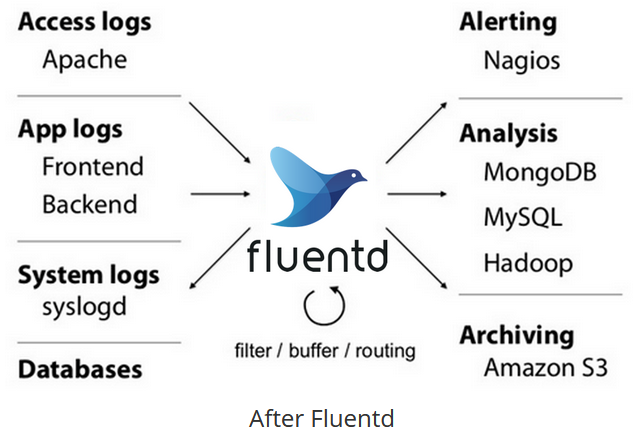 Access logs
Apache
App logs
Frontend
Backend
System logs
syslogd
Databases
fluentd
filter / buffer / routing
Alerting
Nagios
Analysis
MongoDB
MySQL
Hadoop
Archiving
Amazon S3
After Fluentd